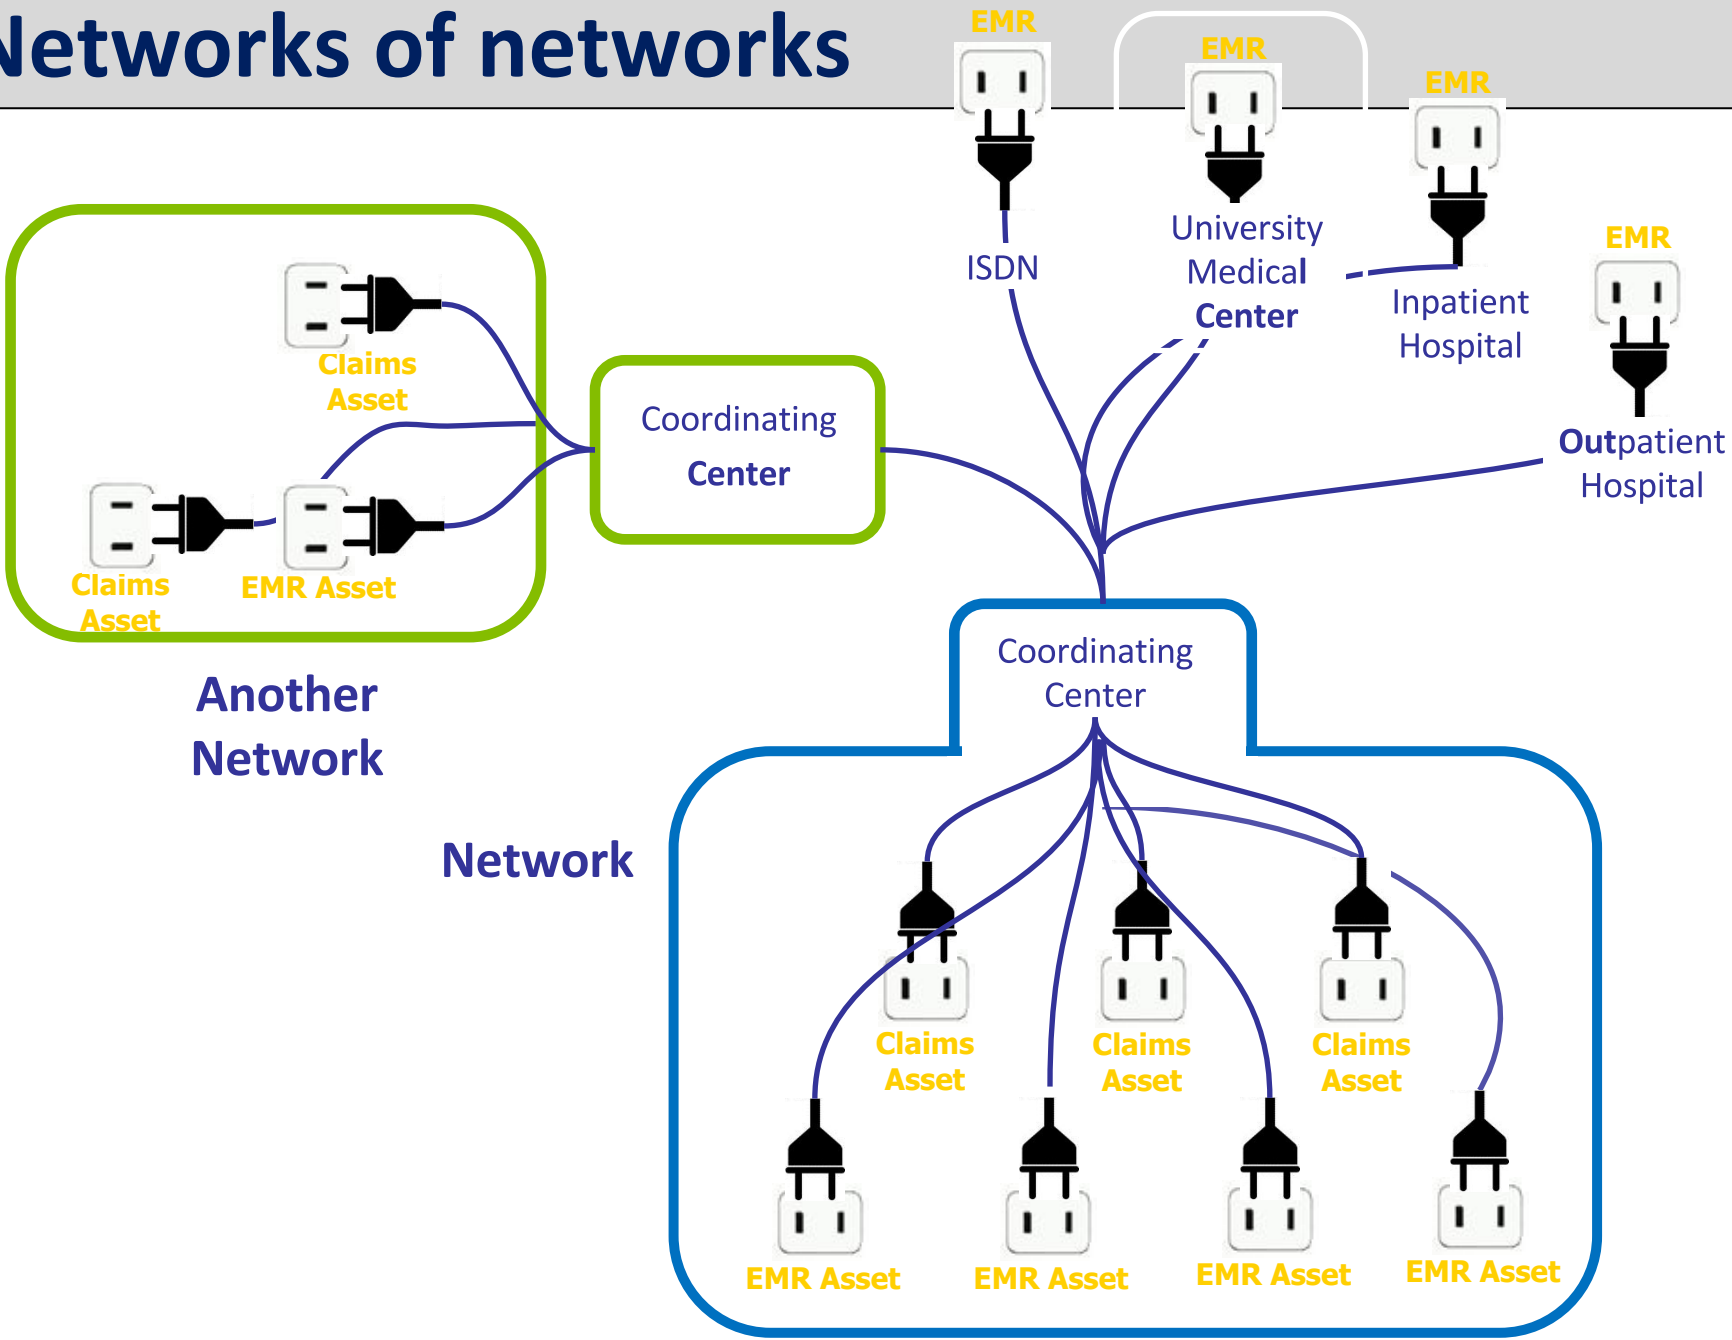 Networks of networks
EMR
EMR
EMR
EMR
ISDN
University
Medical
Center
Inpatient
Hospital
Outpatient
Hospital
Claims
Asset
Claims
Asset
EMR Asset
Coordinating
Center
Another
Network
Coordinating
Center
Network
Claims
Asset
Claims
Asset
Claims
Asset
EMR Asset
EMR Asset
EMR Asset
EMR Asset